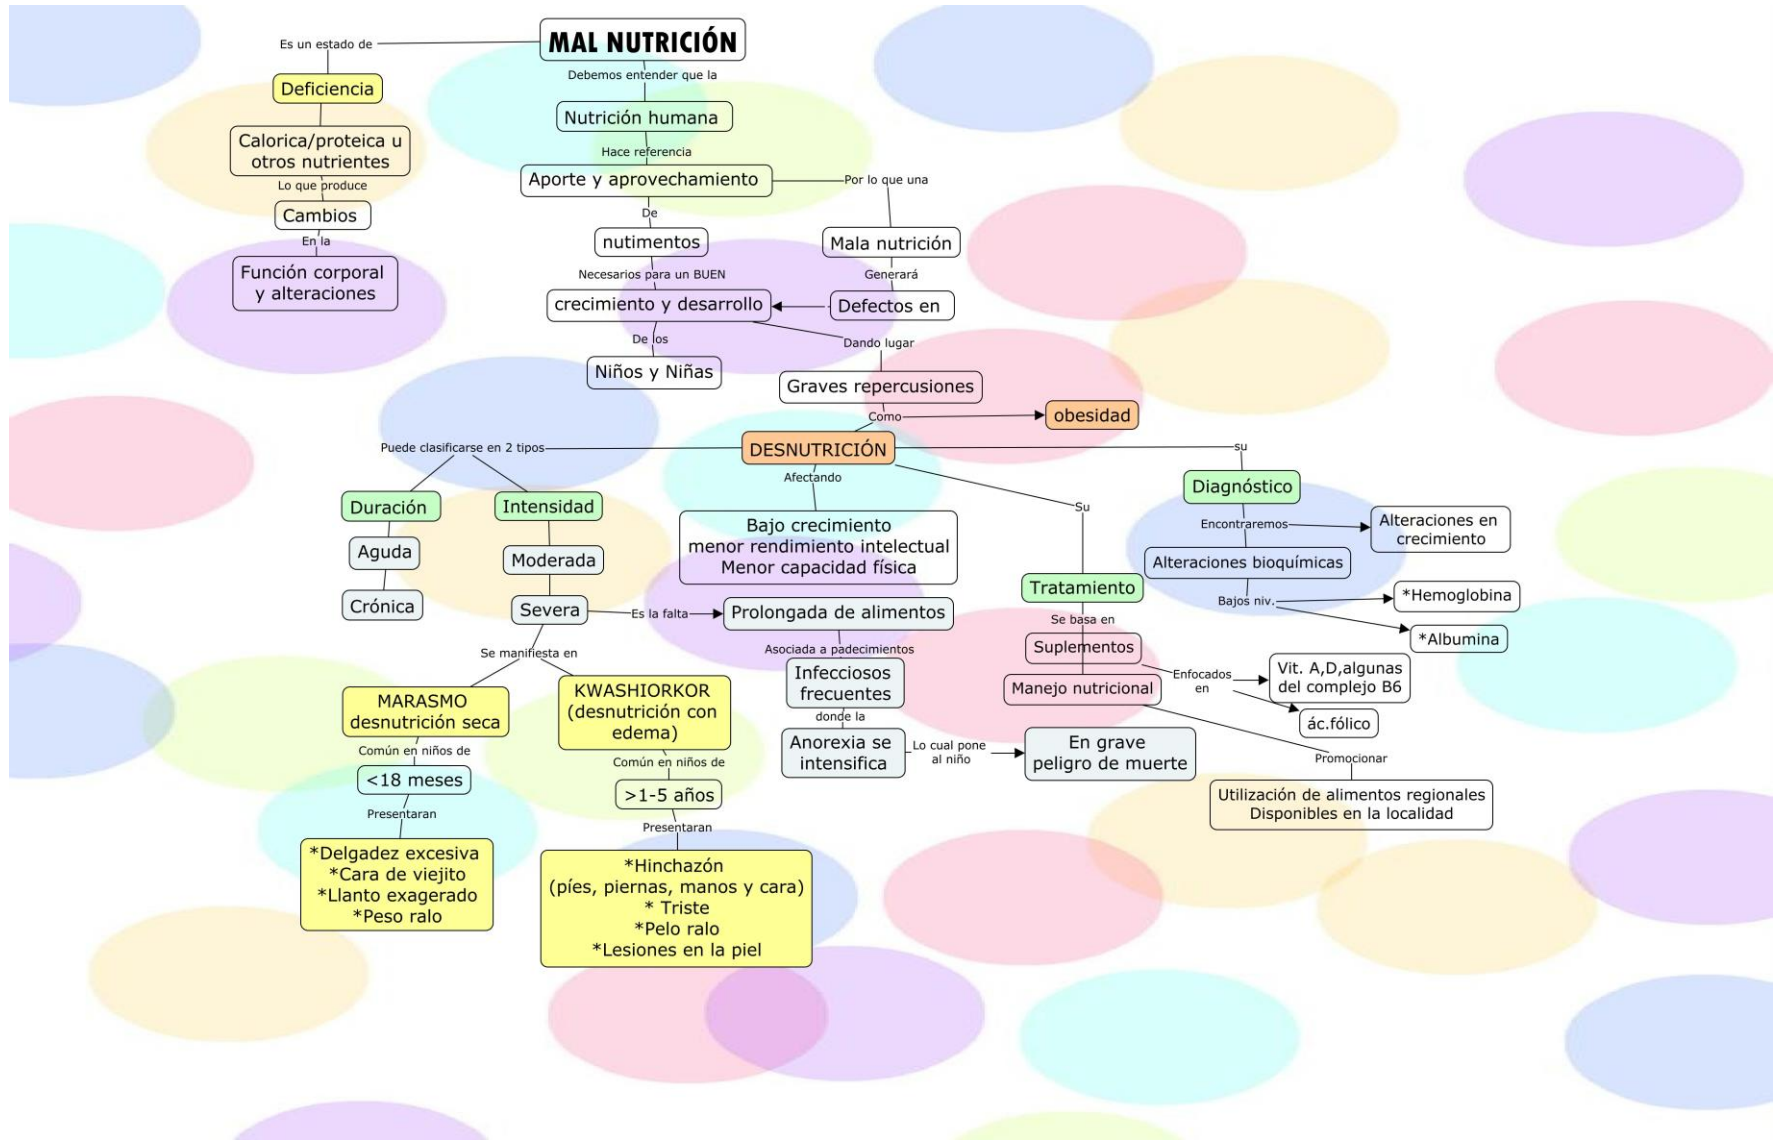 MAL NUTRICIÓN
Es un estado de
Deficiencia
Calorica/proteica u
otros nutrientes
Lo que produce
Cambios
En la
Función corporal
y alteraciones
Debemos entender que la
Nutrición humana
Hace referencia
Aporte y aprovechamiento
Por lo que una
De
nutimentos
Mala nutrición
Necesarios para un BUEN
Generará
crecimiento y desarrollo
Defectos en
De los
Dando lugar
Niños y Niñas
Graves repercusiones
Como
obesidad
DESNUTRICIÓN
Puede clasificarse en 2 tipos
Duración
Aguda
Crónica
Intensidad
Moderada
Severa
Es la falta
Prolongada de alimentos
Asociada a padecimientos
Infecciosos
frecuentes
donde la
Anorexia se
intensifica
Lo cual pone
al niño
En grave
peligro de muerte
Se manifiesta en
MARASMO
desnutrición seca
Común en niños de
<18 meses
Presentaran
*Delgadez excesiva
*Cara de viejito
*Llanto exagerado
*Peso ralo
KWASHIORKOR
(desnutrición con
edema)
Común en niños de
>1-5 años
Presentaran
*Hinchazón
(píes, piernas, manos y cara)
* Triste
*Pelo ralo
*Lesiones en la piel
Afectando
Bajo crecimiento
menor rendimiento intelectual
Menor capacidad física
Su
Tratamiento
Se basa en
Suplementos
Enfocados
en
Vit. A,D,algunas
del complejo B6
ác.fólico
Manejo nutricional
Promocionar
Utilización de alimentos regionales
Disponibles en la localidad
su
Diagnóstico
Encontraremos
Alteraciones en
crecimiento
Alteraciones bioquímicas
Bajos niv.
*Hemoglobina
*Albumina